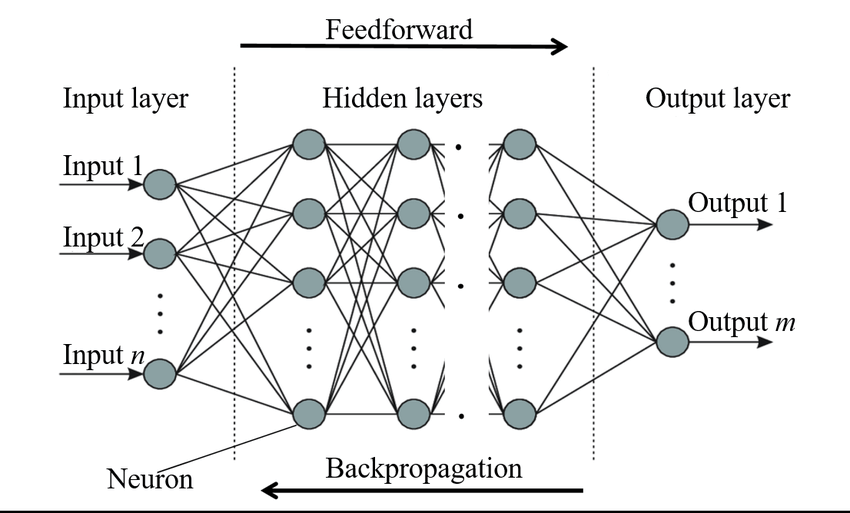 Feedforward
Input layer
Hidden layers
Output layer
Input 1
Input 2
Input n
Output 1
Output m
Neuron
Backpropagation